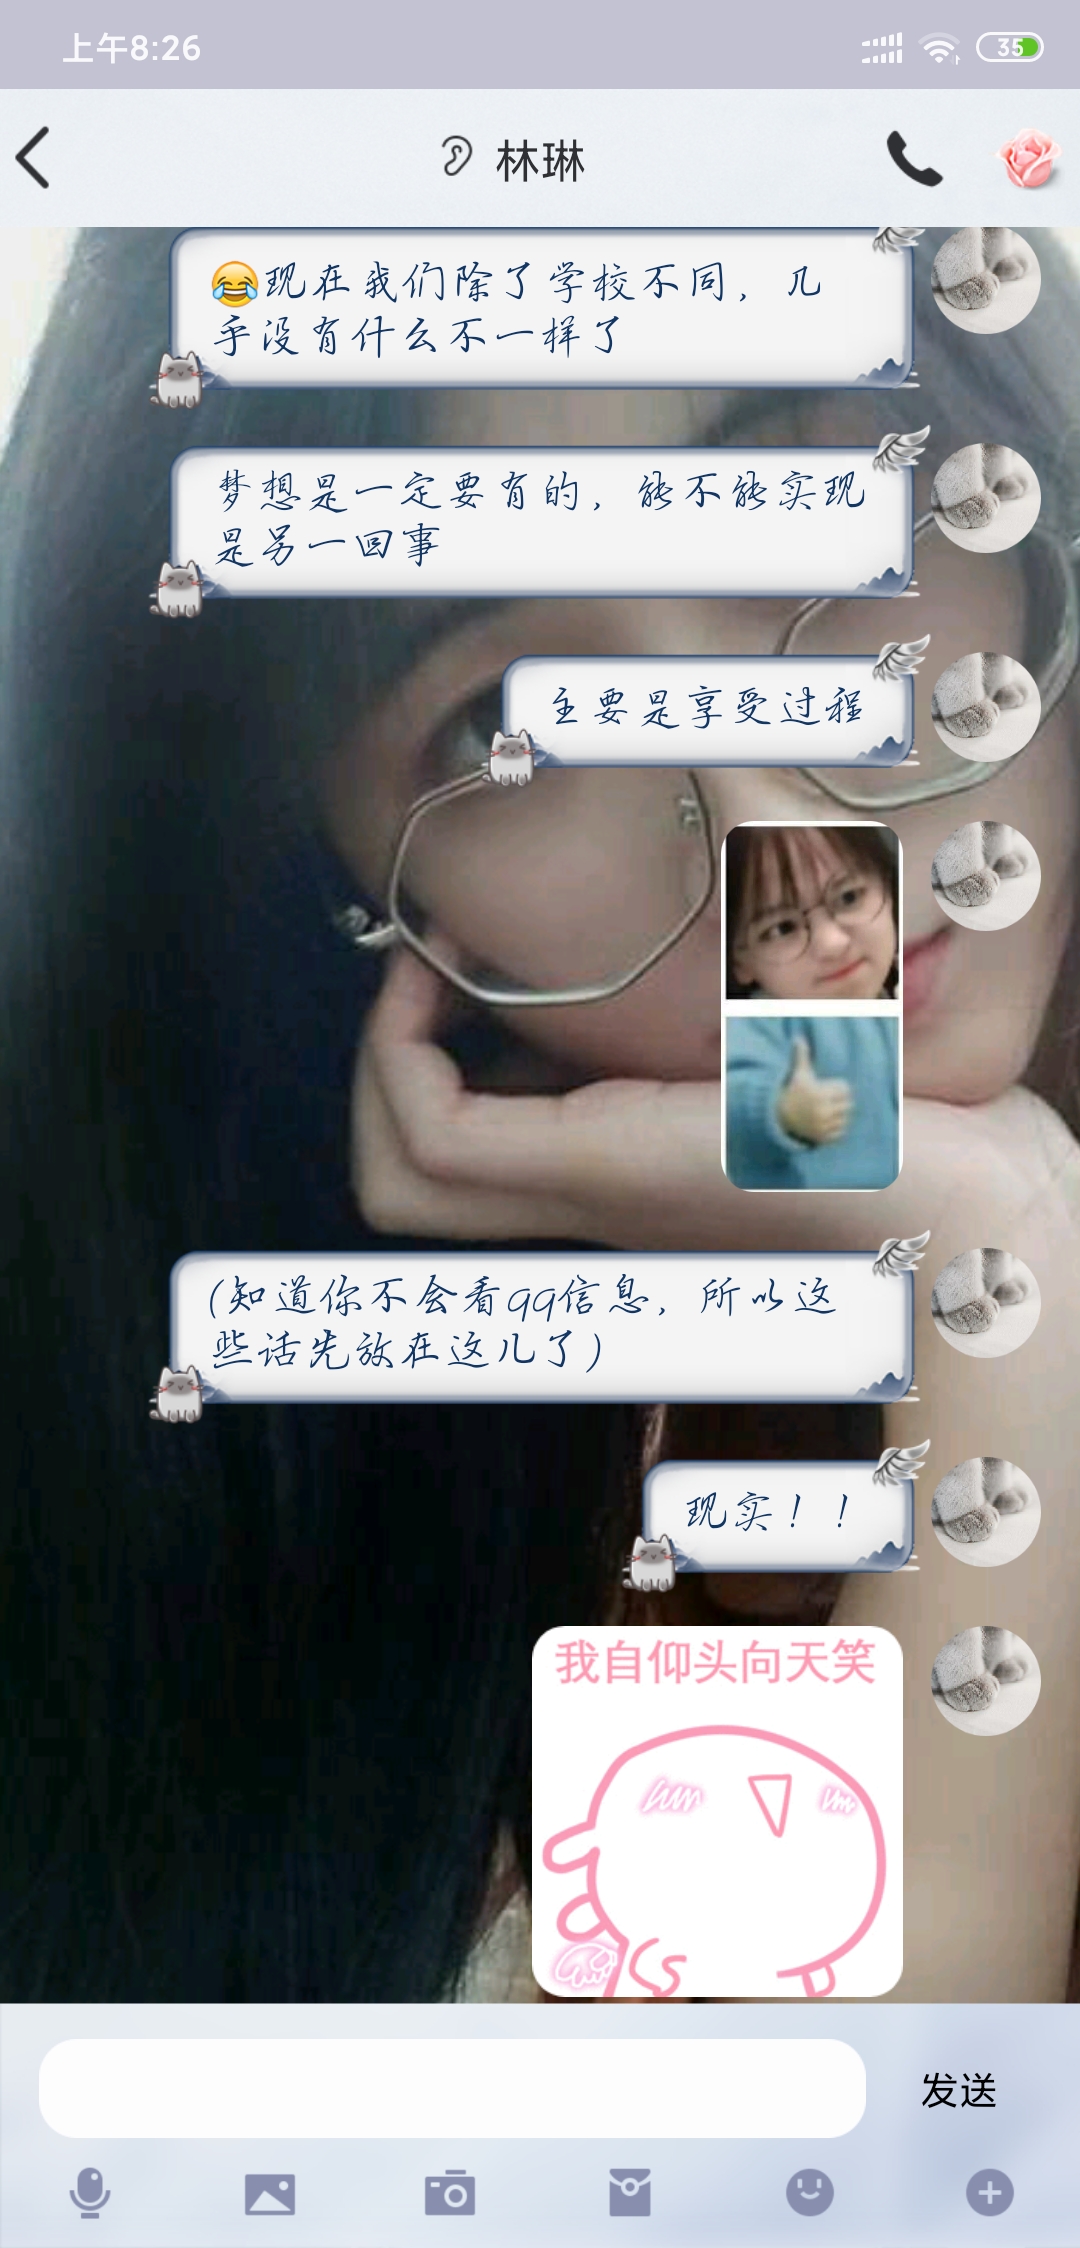 上午8:26
35
林琳
😂现在我们除了学校不同，几
乎没有什么不一样了
梦想是一定要有的，能不能实现
是另一回事
主要是享受过程
(知道你不会看qq信息，所以这
些话先放在这儿了)
现实！！
我自仰头向天笑
发送